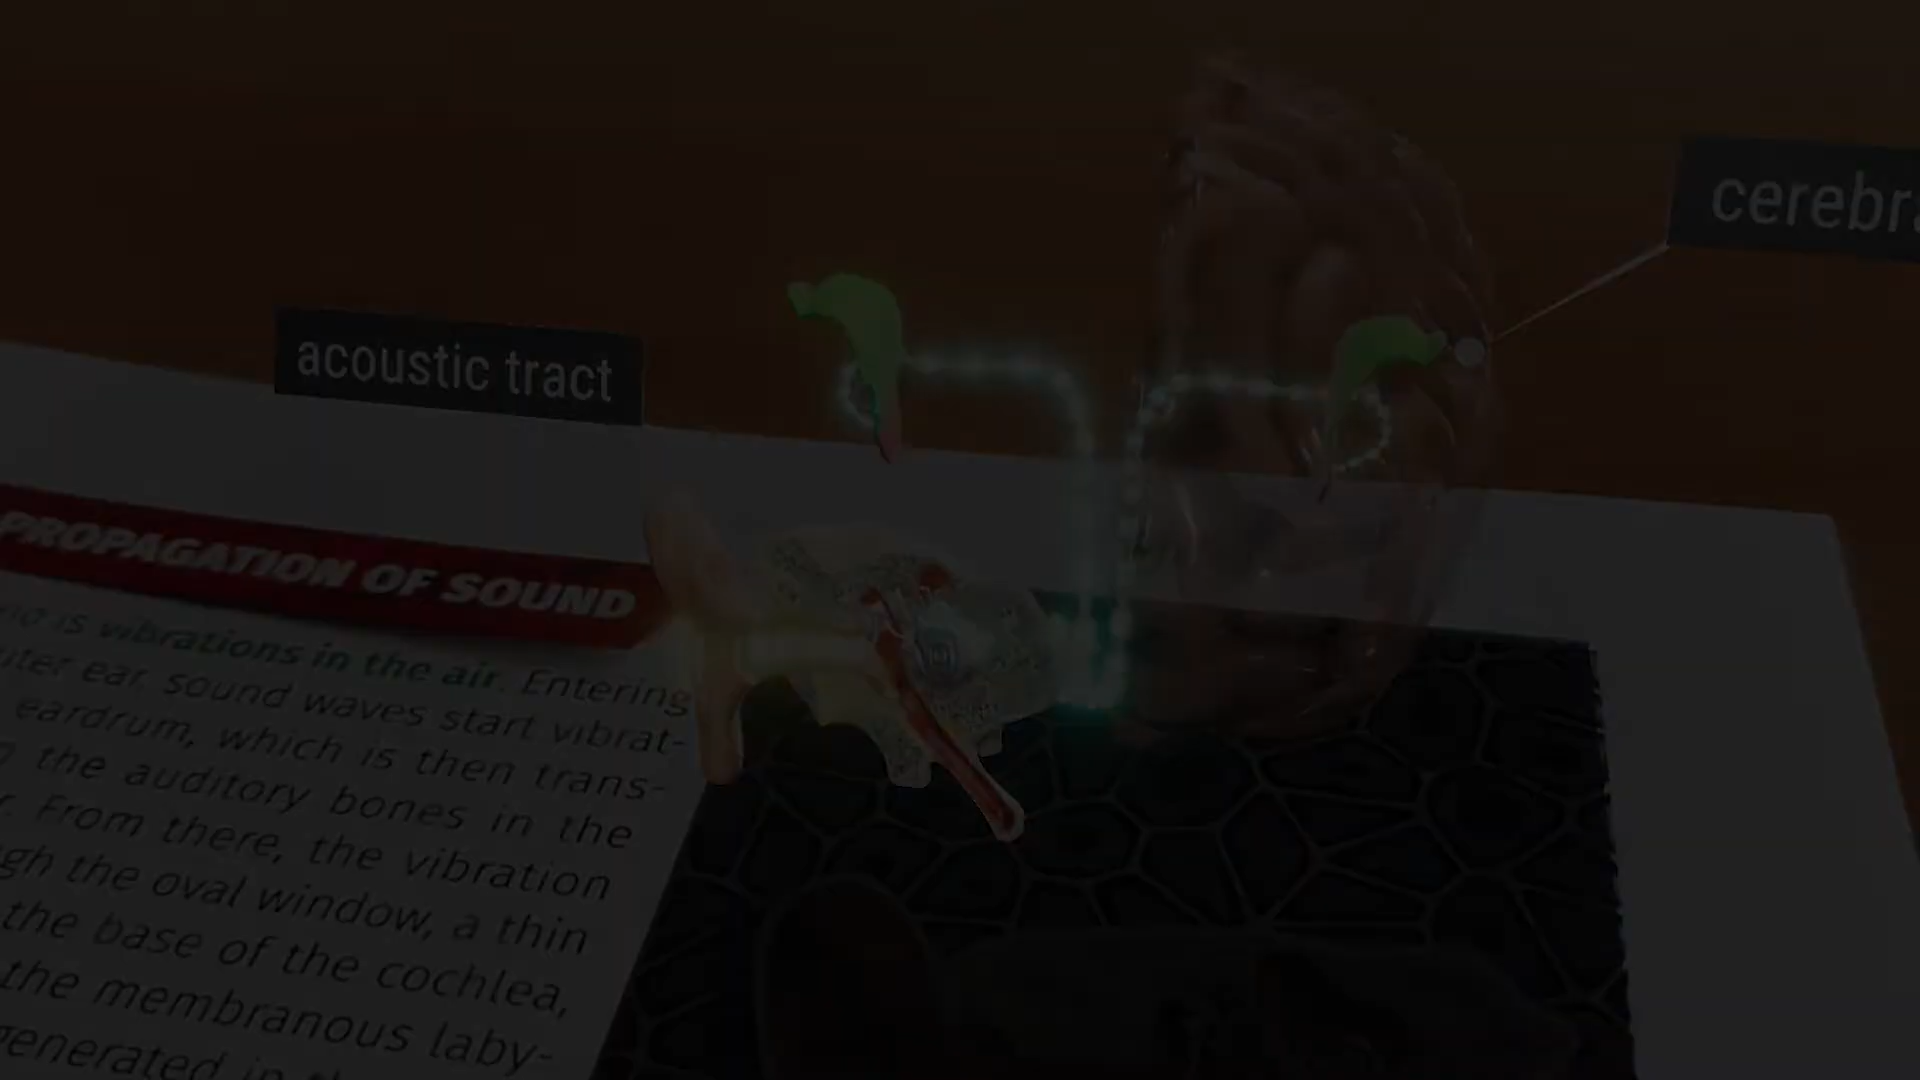 cerebr
acoustic tract
PROPAGATION OF SOUND
is vibrations in the air. Entering
ear sound waves start vibrat-
eardrum, which is then trans-
the auditory bones in the
From there, the vibration
the oval window, a thin
the base of the cochlea,
the membranous laby-
generated in